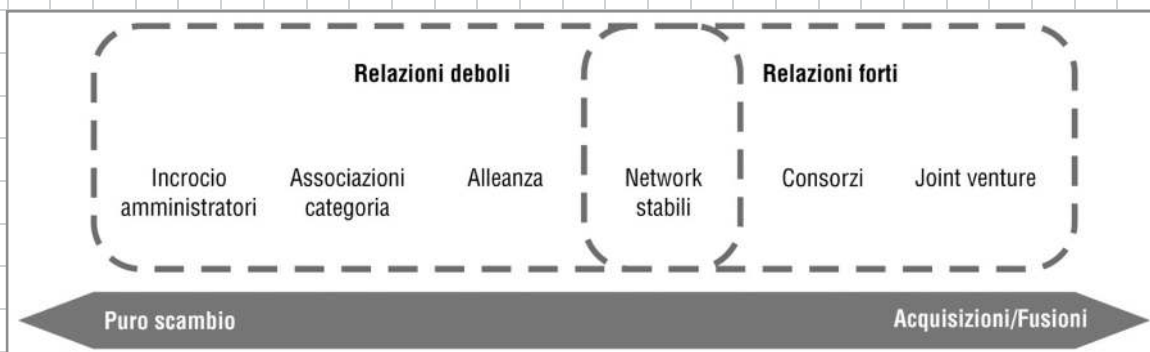 Relazioni deboli
Relazioni forti
Incrocio
amministratori
Associazioni
categoria
Alleanza
Network
stabili
Consorzi
Joint venture
Puro scambio
Acquisizioni/Fusioni